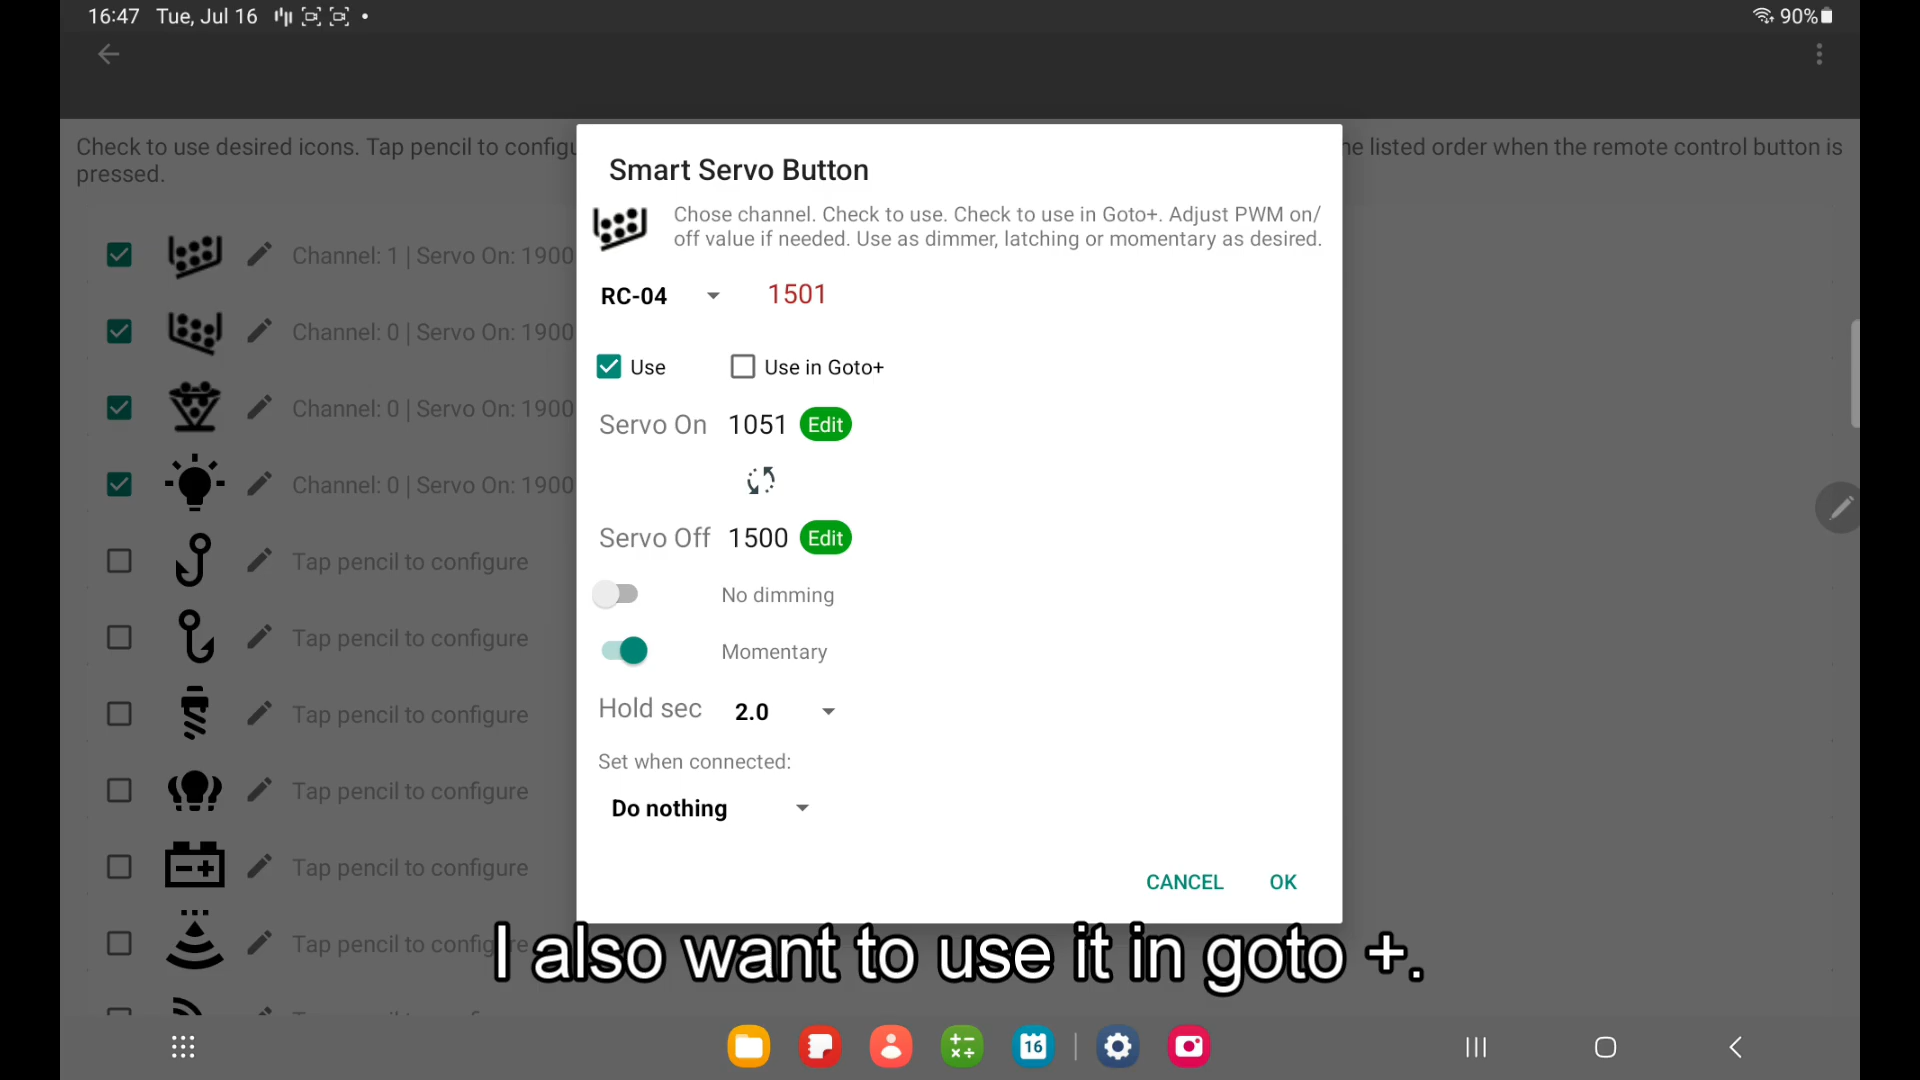 16:47 Tue, Jul 16
90%
Check to use desired icons. Tap pencil to configu
he listed order when the remote control button is
pressed.
Smart Servo Button
Chose channel. Check to use. Check to use in Goto+. Adjust PWM on/
off value if needed. Use as dimmer, latching or momentary as desired.
Channel: 1 | Servo On: 1900
RC-04 1501
Channel: 0 | Servo On: 1900
Use Use in Goto+
Channel: 0 | Servo On: 1900
Servo On 1051 Edit
Channel: 0 | Servo On: 1900
Servo Off 1500 Edit
Tap pencil to configure
No dimming
Tap pencil to configure
Momentary
Tap pencil to configure
Hold sec 2.0
Set when connected:
Tap pencil to configure
Do nothing
Tap pencil to configure
CANCEL OK
Tap pencil to configure
I also want to use it in goto +.
16